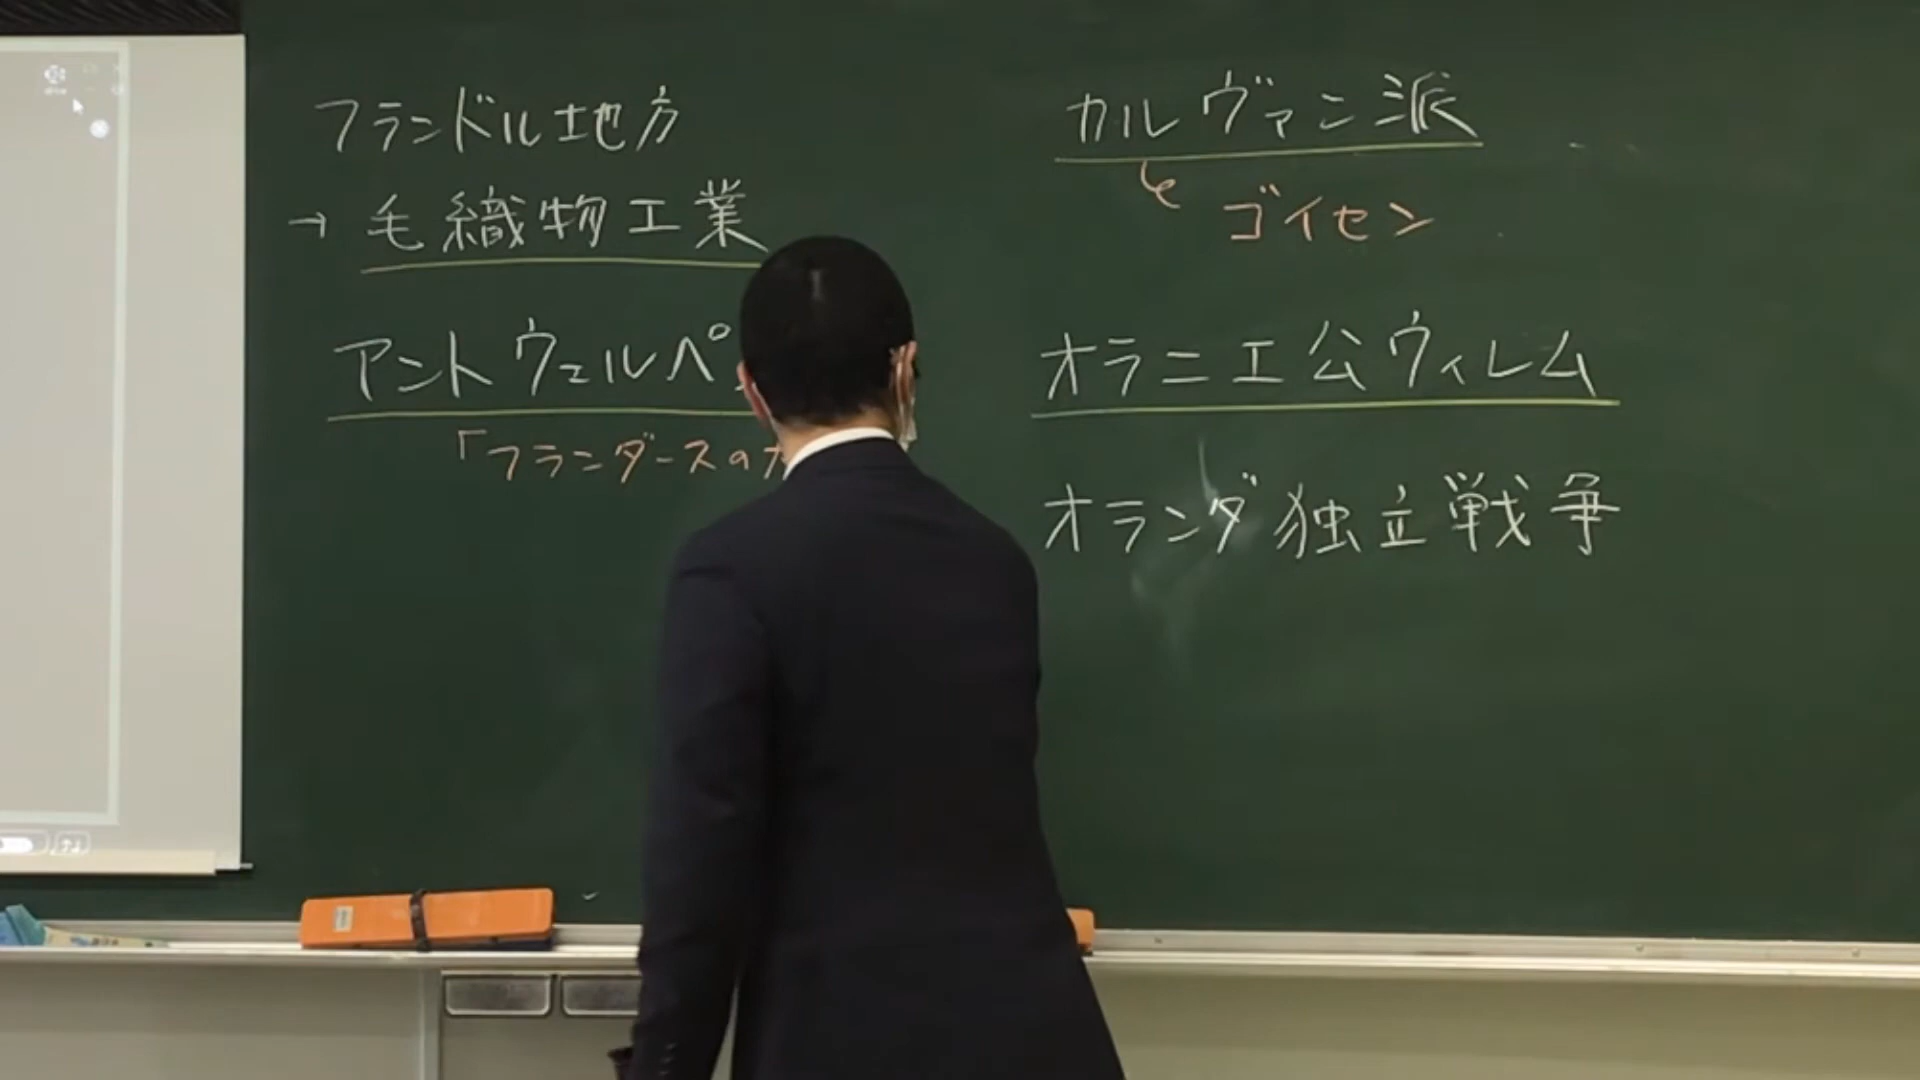 フランドル地方
→ 毛織物工業
アントウェルペ
「フランダースの
カルヴァン派
ゴイセン
オラニエ公ウィレム
オランダ独立戦争